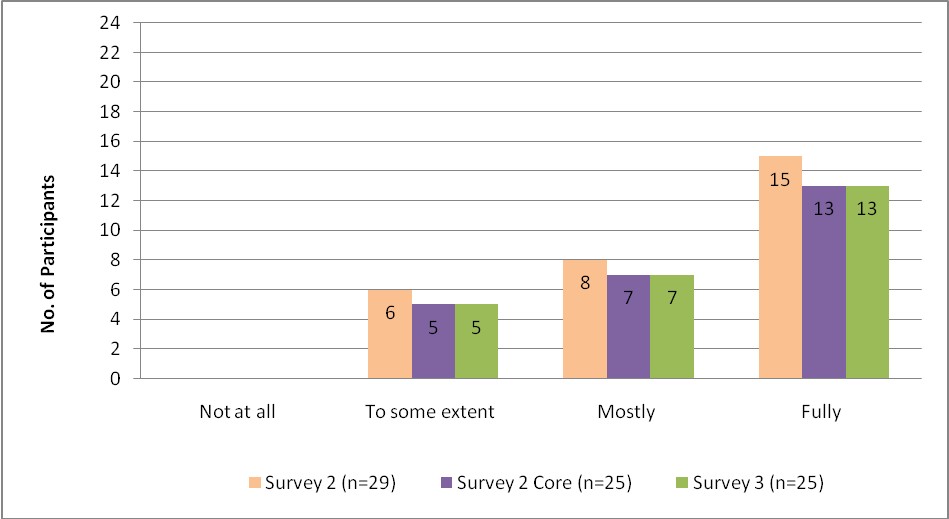 24
22
20
18
16
14
12
10
8
6
4
2
0
No. of Participants
6
5
5
8
7
7
15
13
13
Not at all
To some extent
Mostly
Fully
Survey 2 (n=29)
Survey 2 Core (n=25)
Survey 3 (n=25)